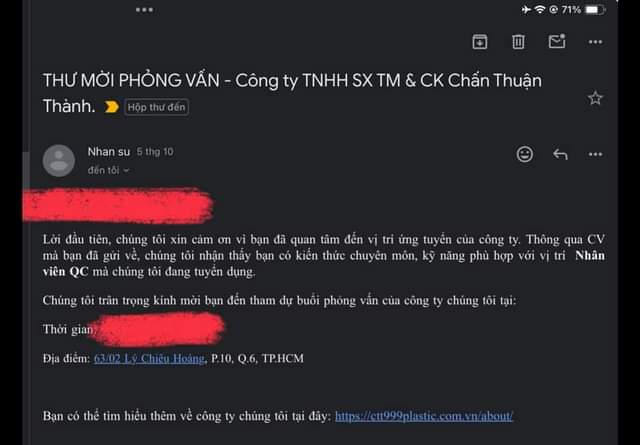 71%
THƯ MỜI PHỎNG VẤN - Công ty TNHH SX TM & CK Chấn Thuận
Thành. Hộp thư đến
Nhan su 5 thg 10
đến tôi
Lời đầu tiên, chúng tôi xin cảm ơn vì bạn đã quan tâm đến vị trí ứng tuyển của công ty. Thông qua CV
mà bạn đã gửi về, chúng tôi nhận thấy bạn có kiến thức chuyên môn, kỹ năng phù hợp với vị trí Nhân
viên QC mà chúng tôi đang tuyển dụng.
Chúng tôi trân trọng kính mời bạn đến tham dự buổi phỏng vấn của công ty chúng tôi tại:
Thời gian
Địa điểm: 63/02 Lý Chiêu Hoáng, P.10, Q.6, TP.HCM
Bạn có thể tìm hiểu thêm về công ty chúng tôi tại đây: https://ctt999plastic.com.vn/about/